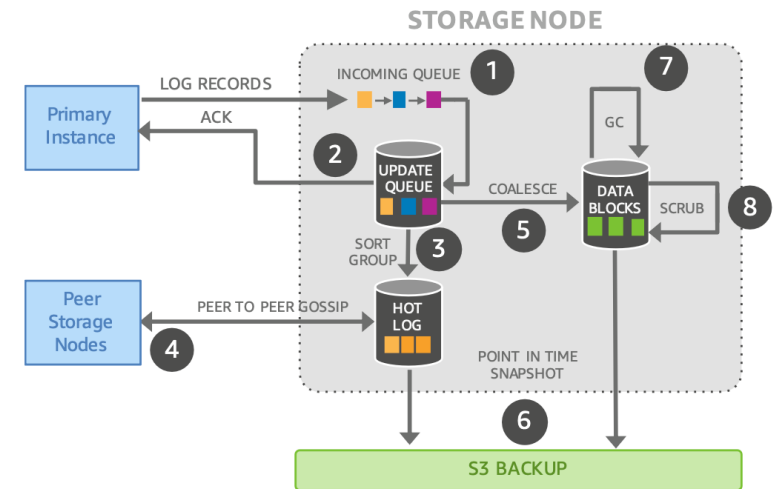 STORAGE NODE
INCOMING QUEUE
1
7
LOG RECORDS
Primary
Instance
ACK
GC
2
UPDATE
QUEUE
COALESCE
DATA
BLOCKS
SCRUB
8
5
SORT
GROUP
3
Peer
Storage
Nodes
PEER TO PEER GOSSIP
4
HOT
LOG
POINT IN TIME
SNAPSHOT
6
S3 BACKUP